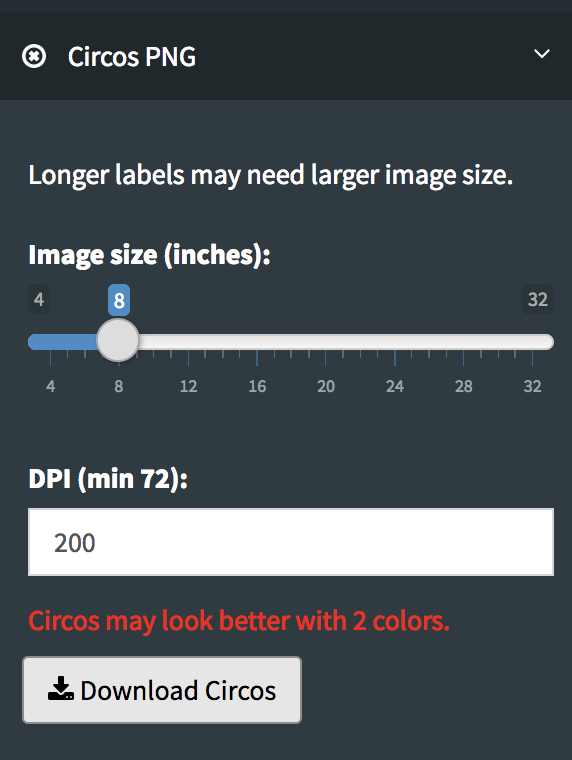 Circos PNG
Longer labels may need larger image size.
Image size (inches):
4 8 32
4 8 12 16 20 24 28 32
DPI (min 72):
200
Circos may look better with 2 colors.
Download Circos